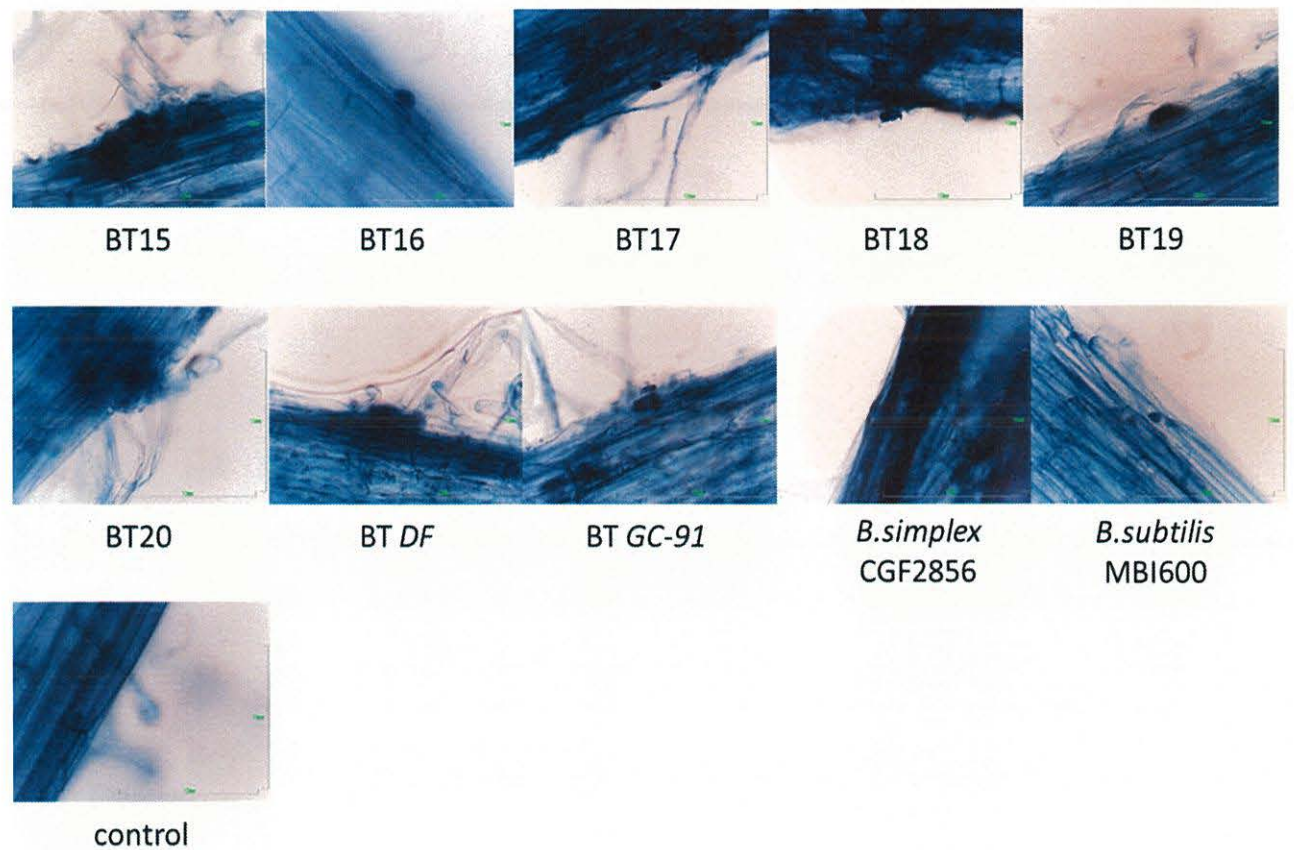 BT15
BT16
BT17
BT18
BT19
BT20
BT DF
BT GC-91
B.simplex
CGF2856
B.subtilis
MBI600
control